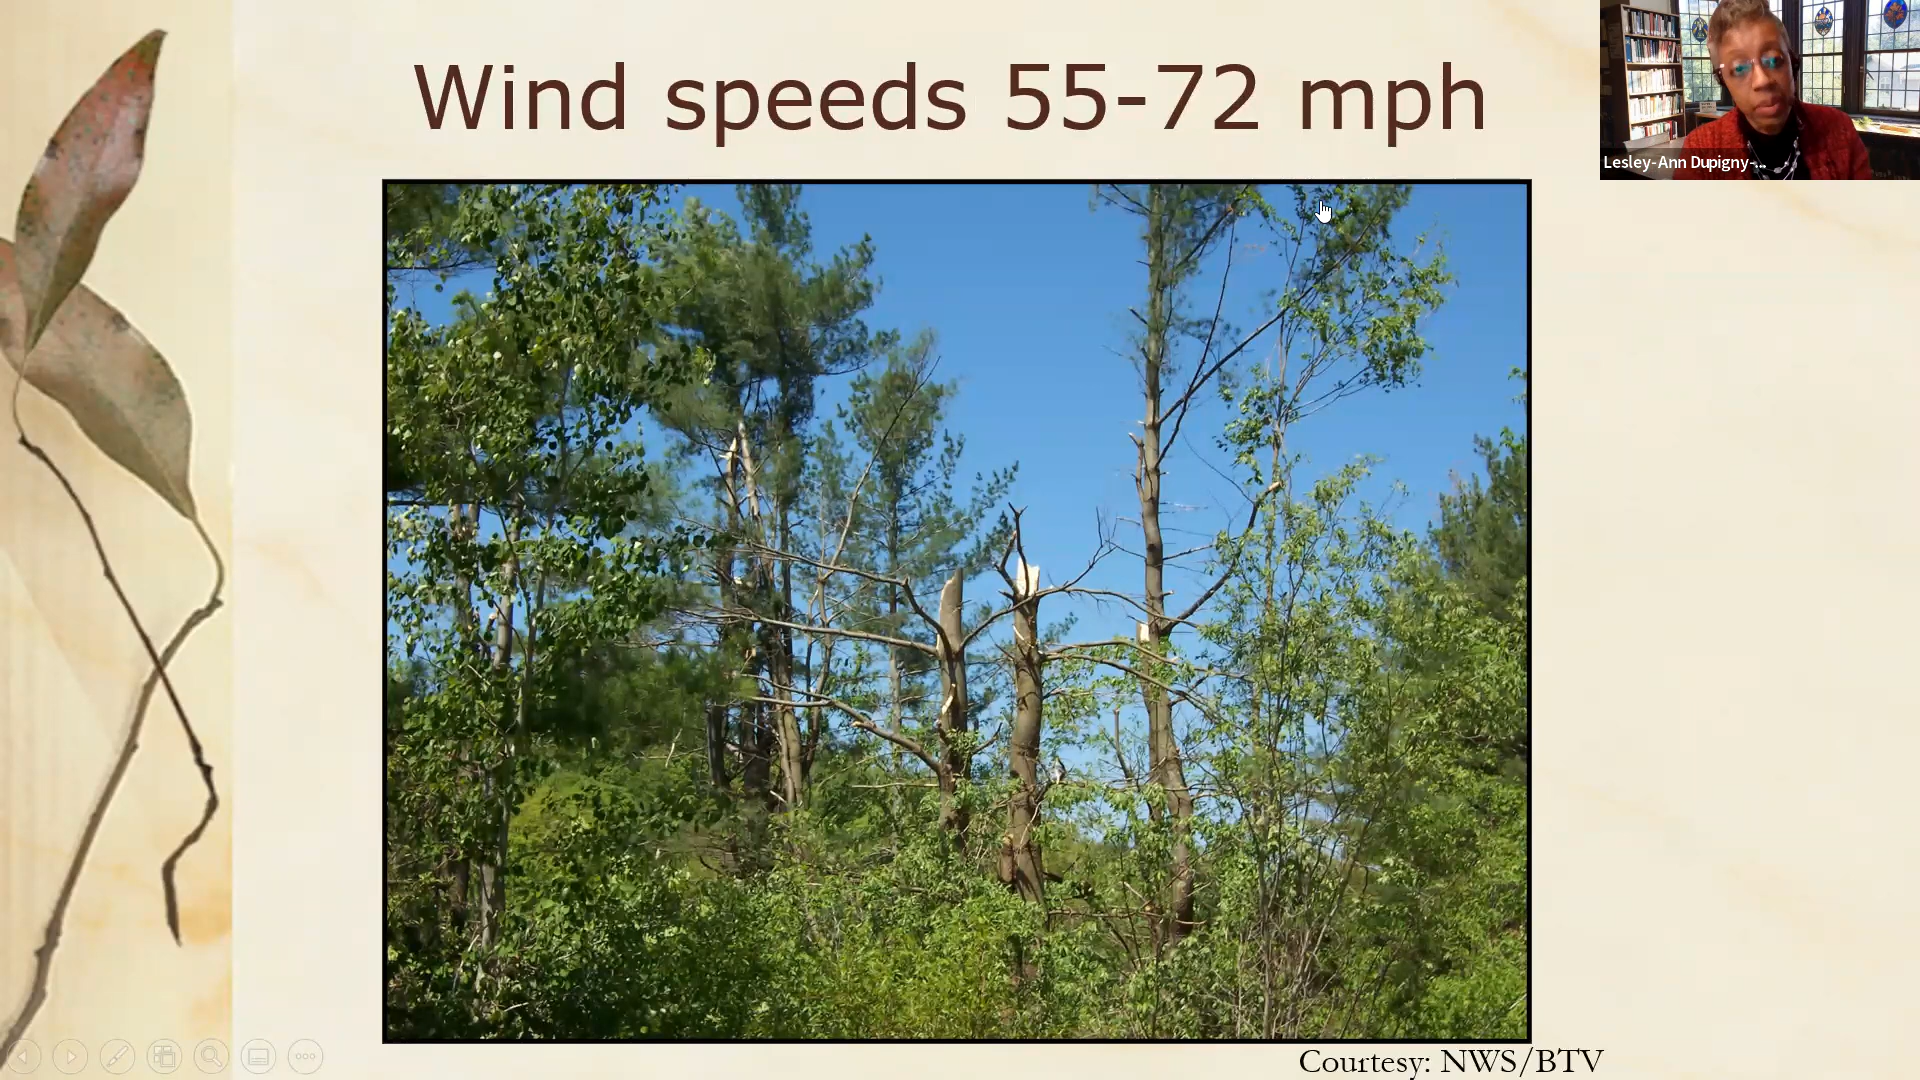 Wind speeds 55-72 mph
Lesley-Ann Dupigny-...
Courtesy: NWS/BTV